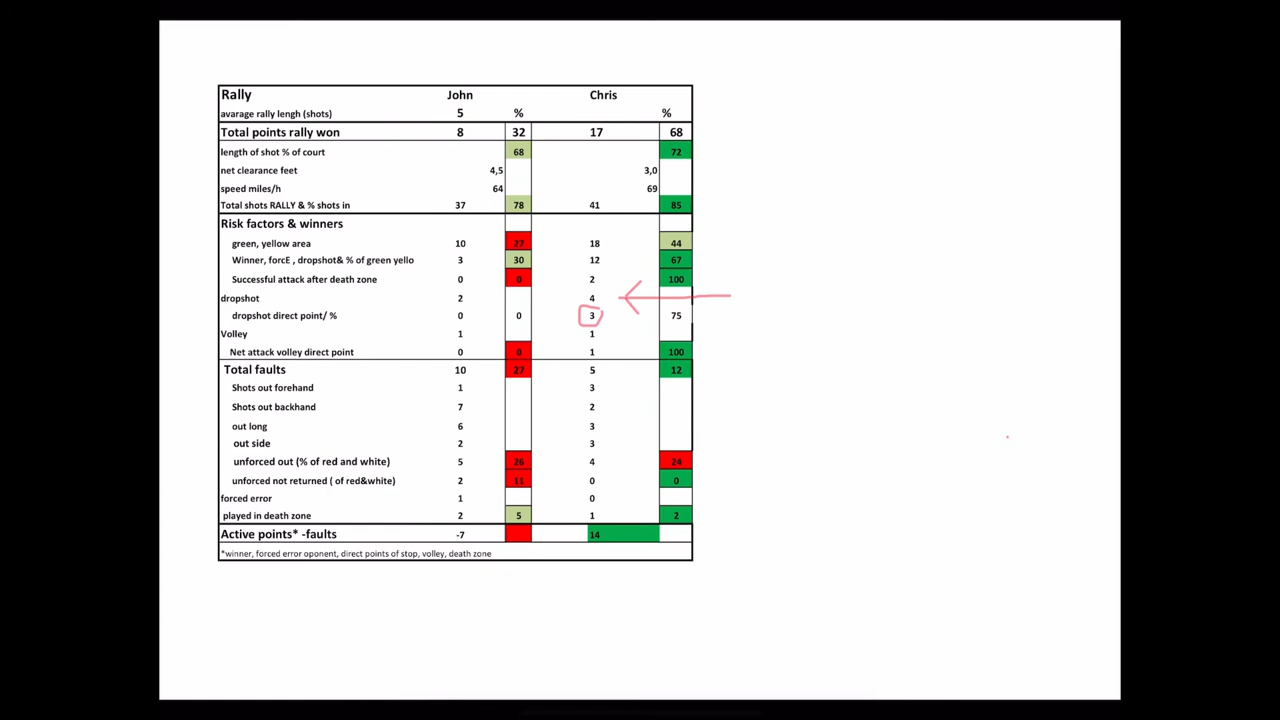 Rally John Chris
avarage rally lengh (shots) 5 % %
Total points rally won 8 32 17 68
length of shot % of court 68 72
net clearance feet 4,5 3,0
speed miles/h 64 69
Total shots RALLY & % shots in 37 78 41 85
Risk factors & winners
green, yellow area 10 27 18 44
Winner, forcE , dropshot& % of green yello 3 30 12 67
Successful attack after death zone 0 0 2 100
dropshot 2 4
dropshot direct point/ % 0 0 3 75
Volley 1 1
Net attack volley direct point 0 0 1 100
Total faults 10 27 5 12
Shots out forehand 1 3
Shots out backhand 7 2
out long 6 3
out side 2 3
unforced out (% of red and white) 5 26 4 24
unforced not returned ( of red&white) 2 11 0 0
forced error 1 0
played in death zone 2 5 1 2
Active points* -faults -7 14
*winner, forced error oponent, direct points of stop, volley, death zone